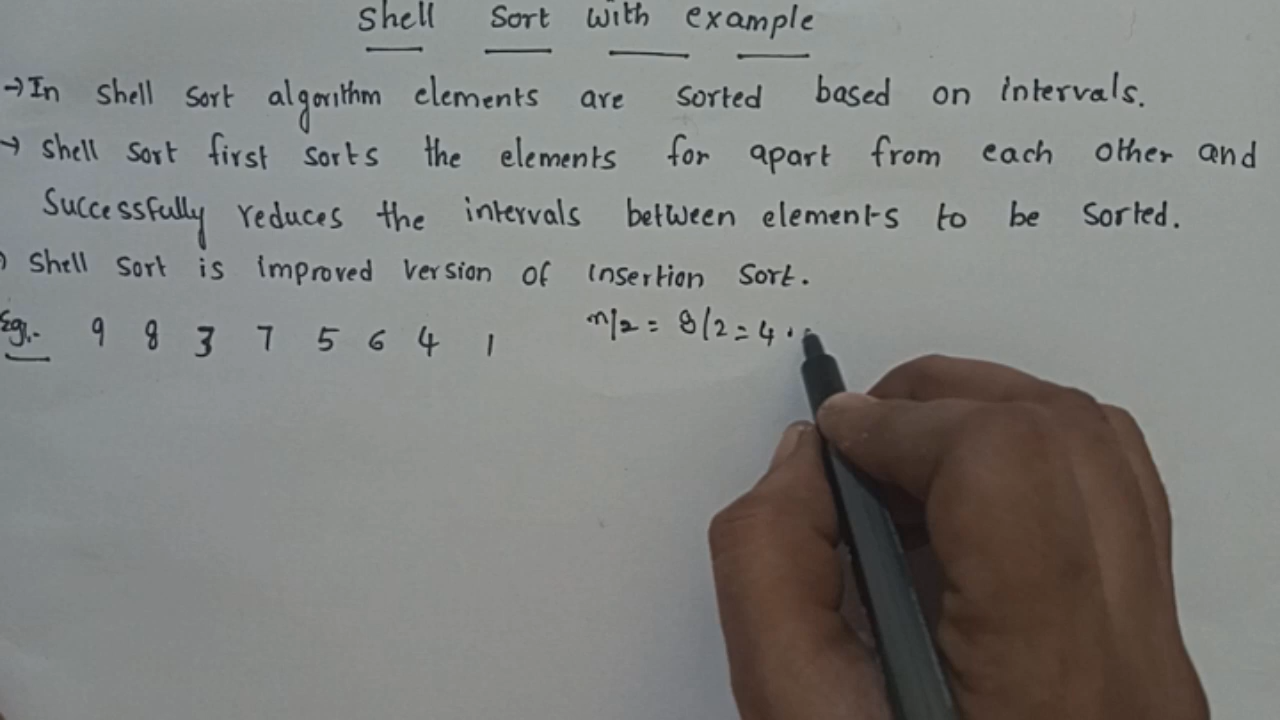 Shell Sort with example
→ In shell sort algorithm elements are sorted based on intervals.
→ Shell sort first sorts the elements for apart from each other and
Successfully reduces the intervals between elements to be sorted.
Shell sort is improved version of insertion sort.
Eg:- 9 8 3 7 5 6 4 1 n/2 = 8/2 = 4.